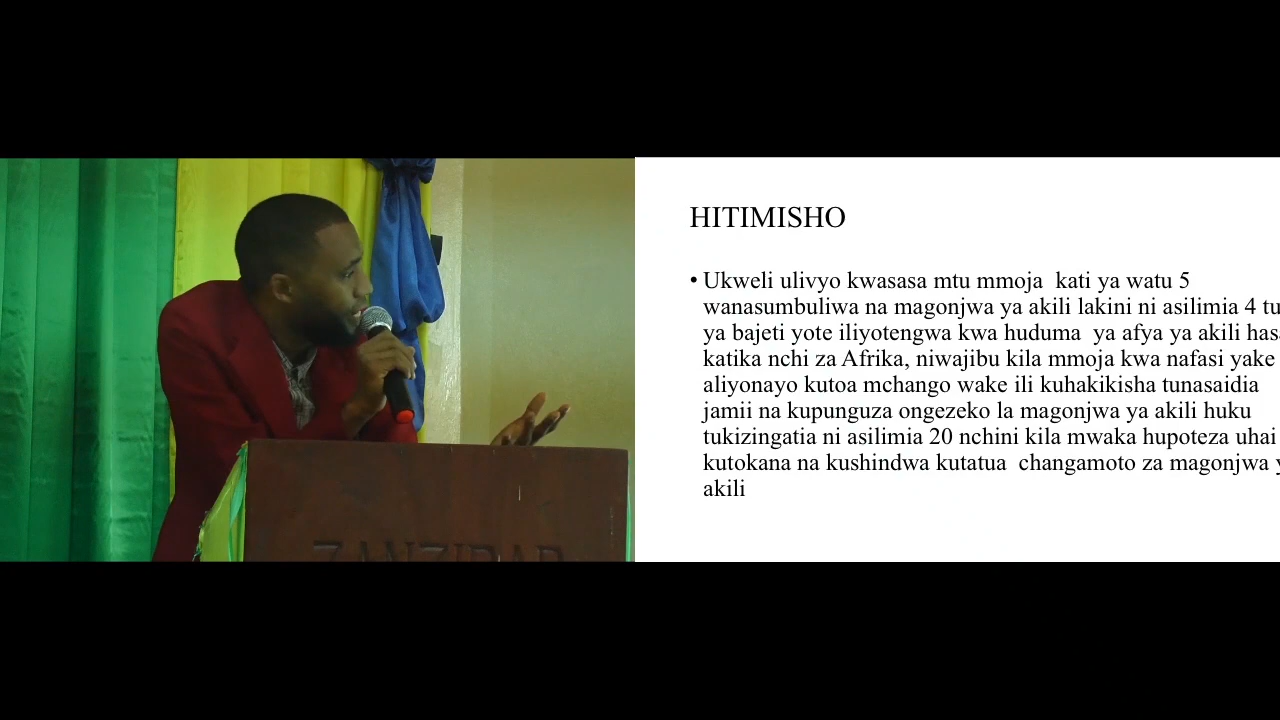 ZANZIBAR
HITIMISHO
• Ukweli ulivyo kwasasa mtu mmoja kati ya watu 5
wanasumbuliwa na magonjwa ya akili lakini ni asilimia 4 tu
ya bajeti yote iliyotengwa kwa huduma ya afya ya akili
katika nchi za Afrika, niwajibu kila mmoja kwa nafasi yake
aliyonayo kutoa mchango wake ili kuhakikisha tunasaidia
jamii na kupunguza ongezeko la magonjwa ya akili huku
tukizingatia ni asilimia 20 nchini kila mwaka hupoteza uhai
kutokana na kushindwa kutatua changamoto za magonjwa
akili